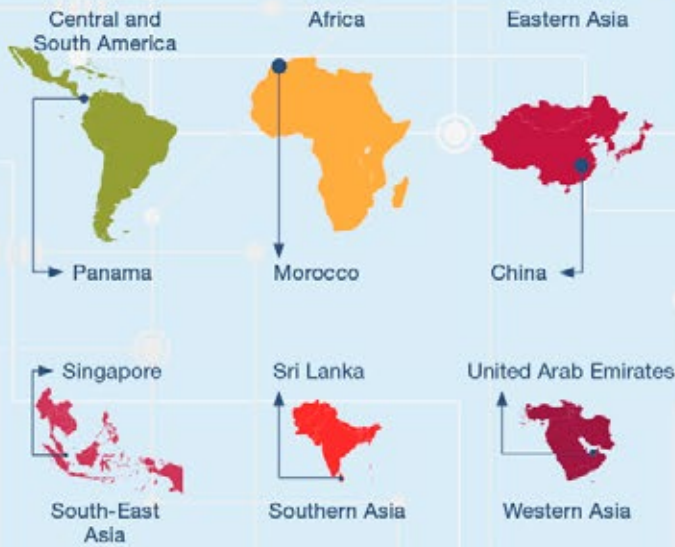 Central and
South America
Africa
Eastern Asia
Panama
Morocco
China
Singapore
Sri Lanka
United Arab Emirates
South-East
Asia
Southern Asia
Western Asia